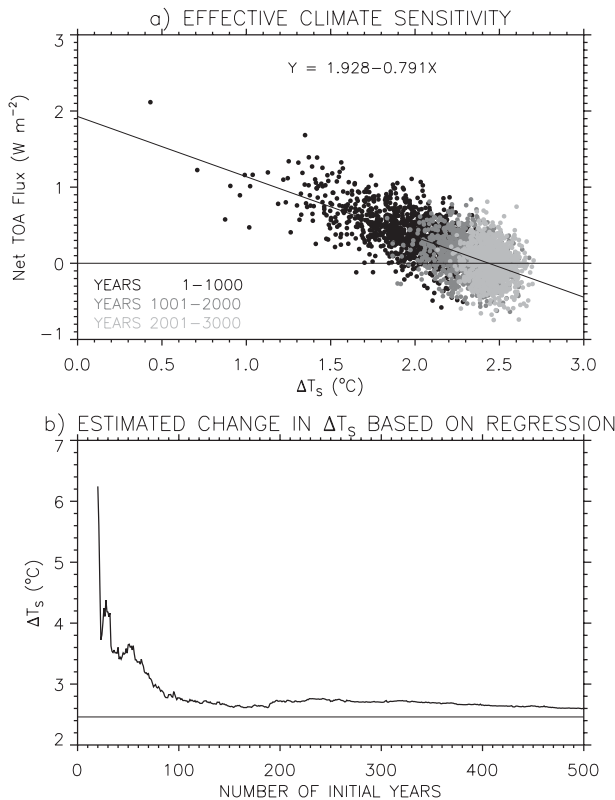 a) EFFECTIVE CLIMATE SENSITIVITY
3
2
1
0
−1
Net TOA Flux (W m⁻²)
Y = 1.928−0.791X
YEARS 1−1000
YEARS 1001−2000
YEARS 2001−3000
0.0 0.5 1.0 1.5 2.0 2.5 3.0
ΔTS (°C)
b) ESTIMATED CHANGE IN ΔTS BASED ON REGRESSION
7
6
5
4
3
2
ΔTS (°C)
0 100 200 300 400 500
NUMBER OF INITIAL YEARS